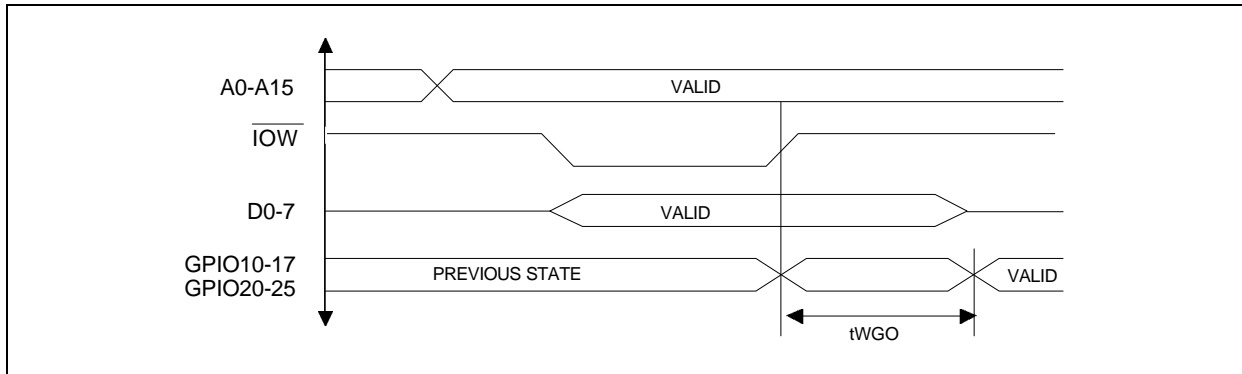 A0-A15
VALID
IOW
D0-7
VALID
GPIO10-17
GPIO20-25
PREVIOUS STATE
VALID
tWGO